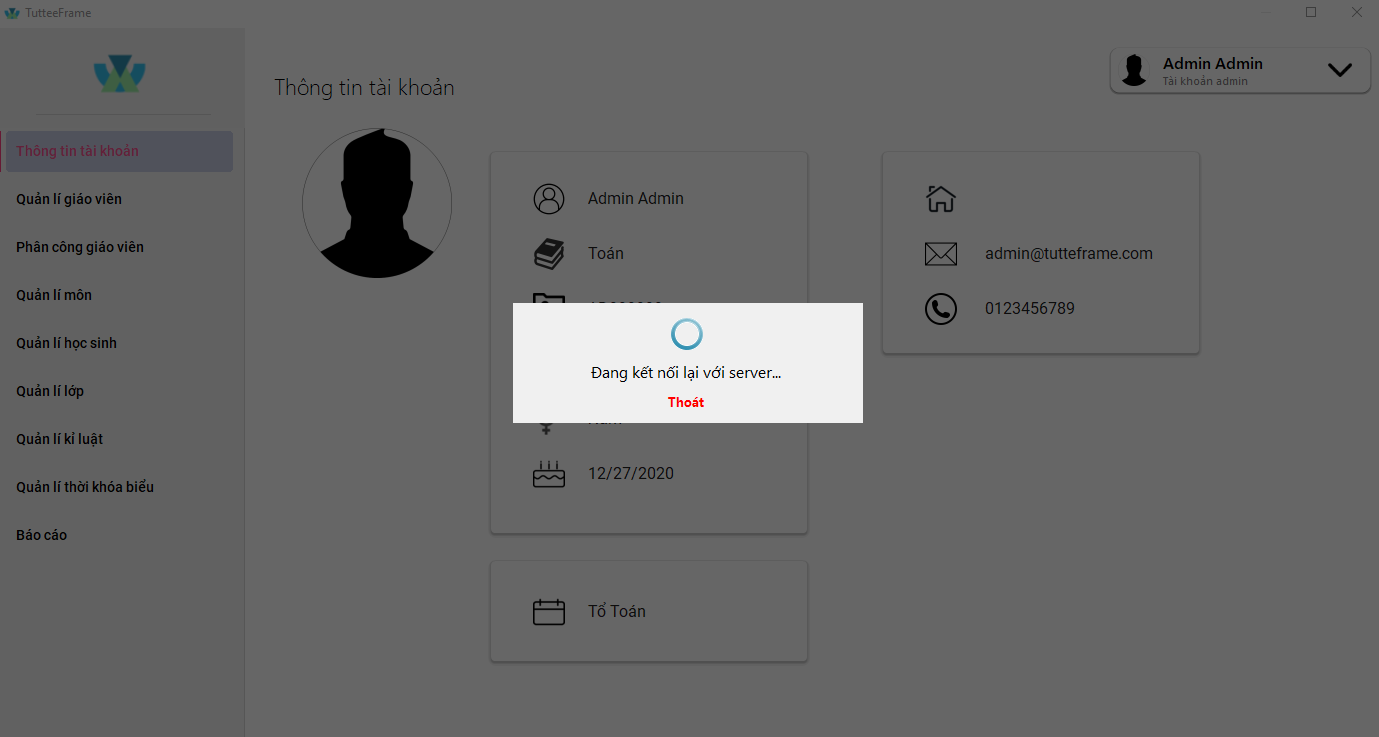 TutteeFrame
Admin Admin
Tài khoản admin
Thông tin tài khoản
Thông tin tài khoản
Quản lí giáo viên
Phân công giáo viên
Quản lí môn
Quản lí học sinh
Quản lí lớp
Quản lí kỉ luật
Quản lí thời khóa biểu
Báo cáo
Admin Admin
Toán
Đang kết nối lại với server...
Thoát
12/27/2020
Tổ Toán
admin@tutteframe.com
0123456789